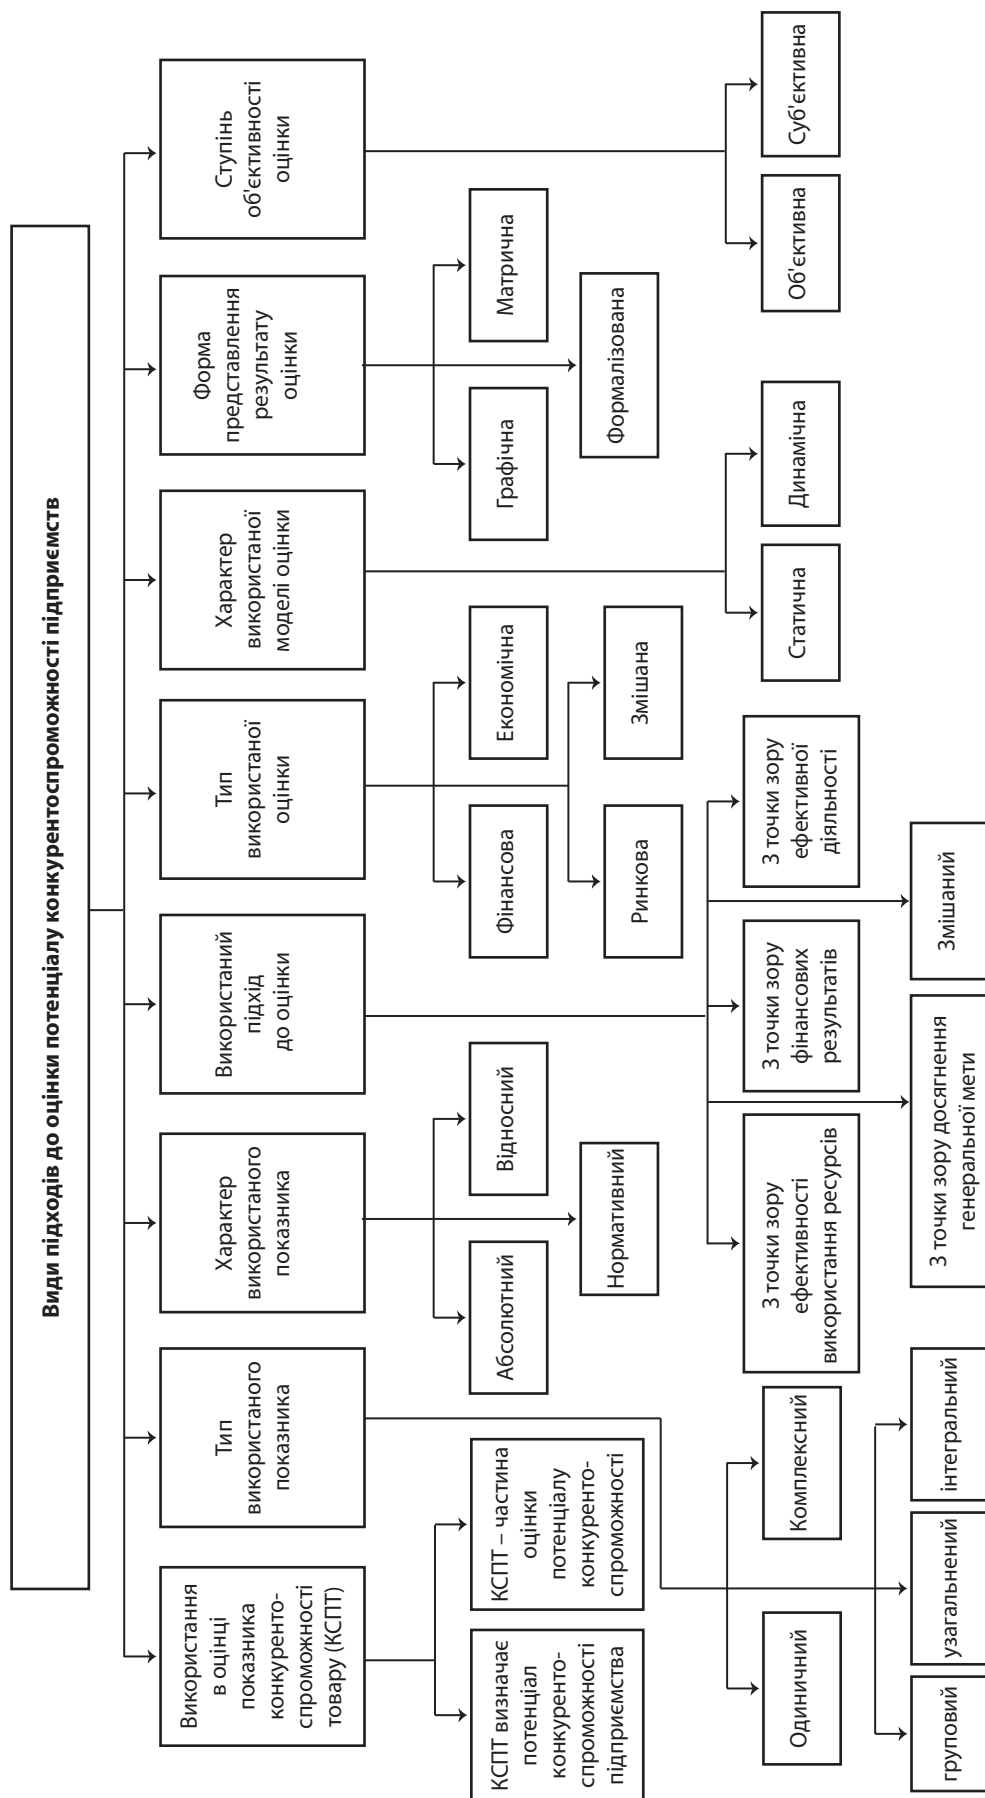 Види підходів до оцінки потенціалу конкурентоспроможності підприємств
Використання
в оцінці
показника
конкуренто-
спроможності
товару (КСПТ)
Тип
використаного
показника
Характер
використаного
показника
Використаний
підхід
до оцінки
Тип
використаної
оцінки
Характер
використаної
моделі оцінки
Форма
представлення
результату
оцінки
Ступінь
об'єктивності
оцінки
КСПТ визначає
потенціал
конкуренто-
спроможності
підприємства
КСПТ – частина
оцінки
потенціалу
конкуренто-
спроможності
Абсолютний
Відносний
Нормативний
Фінансова
Економічна
Ринкова
Змішана
Графічна
Матрична
Формалізована
Одиничний
Комплексний
З точки зору
ефективності
використання ресурсів
З точки зору
фінансових
результатів
З точки зору
ефективної
діяльності
Статична
Динамічна
Об'єктивна
Суб'єктивна
груповий
узагальнений
інтегральний
З точки зору досягнення
генеральної мети
Змішаний